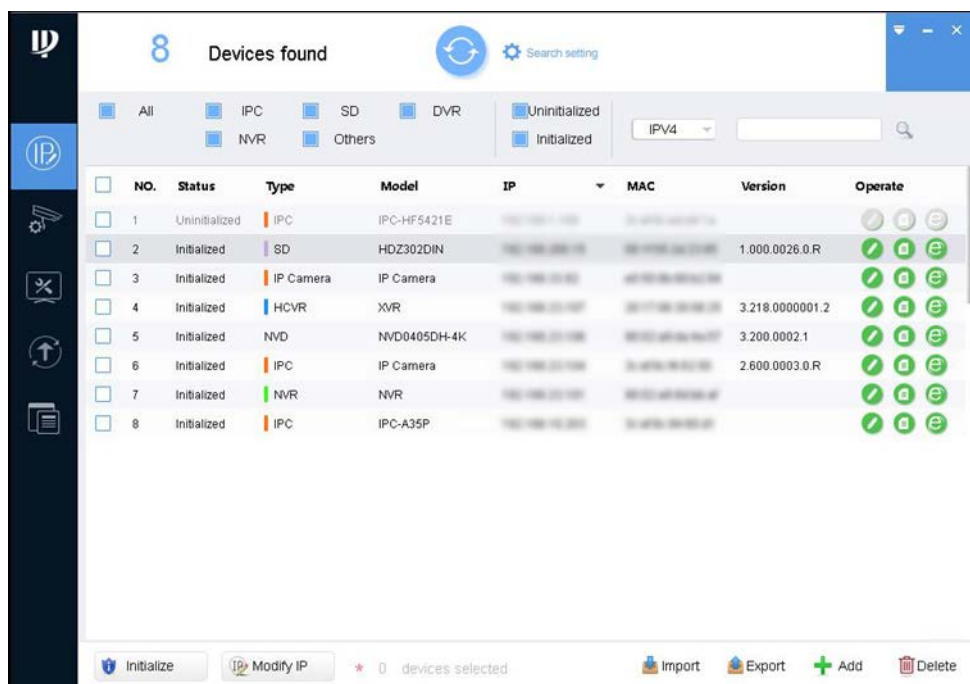 8 Devices found Search setting
All IPC SD DVR Uninitialized
NVR Others Initialized IPV4
NO. Status Type Model IP MAC Version Operate
1 Uninitialized IPC IPC-HF5421E
2 Initialized SD HDZ302DIN 1.000.0026.0.R
3 Initialized IP Camera IP Camera
4 Initialized HCVR XVR 3.218.0000001.2
5 Initialized NVD NVD0405DH-4K 3.200.0002.1
6 Initialized IPC IP Camera 2.600.0003.0.R
7 Initialized NVR NVR
8 Initialized IPC IPC-A35P
Initialize IP Modify IP * 0 devices selected Import Export Add Delete